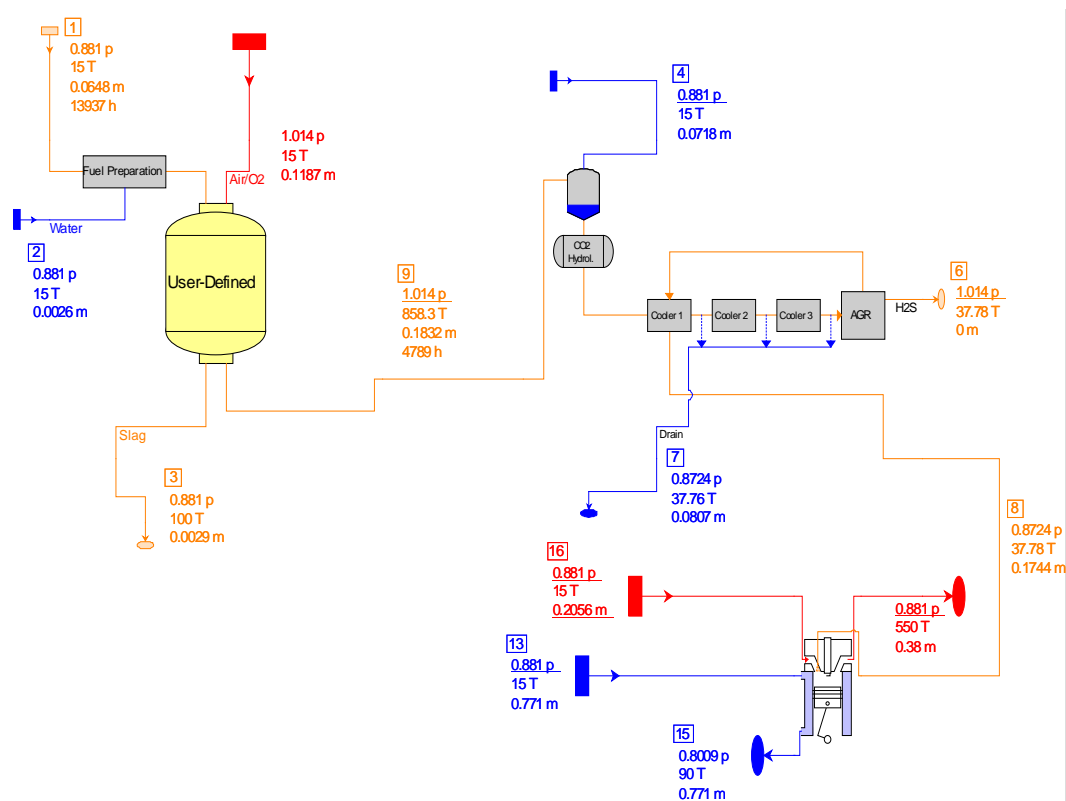 1
0.881 p
15 T
0.0648 m
13937 h
1.014 p
15 T
0.1187 m
Air/O2
Fuel Preparation
Water
2
0.881 p
15 T
0.0026 m
User-Defined
4
0.881 p
15 T
0.0718 m
CO2
Hydrol.
9
1.014 p
858.3 T
0.1832 m
4789 h
Cooler 1
Cooler 2
Cooler 3
AGR
H2S
6
1.014 p
37.78 T
0 m
Slag
3
0.881 p
100 T
0.0029 m
Drain
7
0.8724 p
37.76 T
0.0807 m
8
0.8724 p
37.78 T
0.1744 m
16
0.881 p
15 T
0.2056 m
0.881 p
550 T
0.38 m
13
0.881 p
15 T
0.771 m
15
0.8009 p
90 T
0.771 m